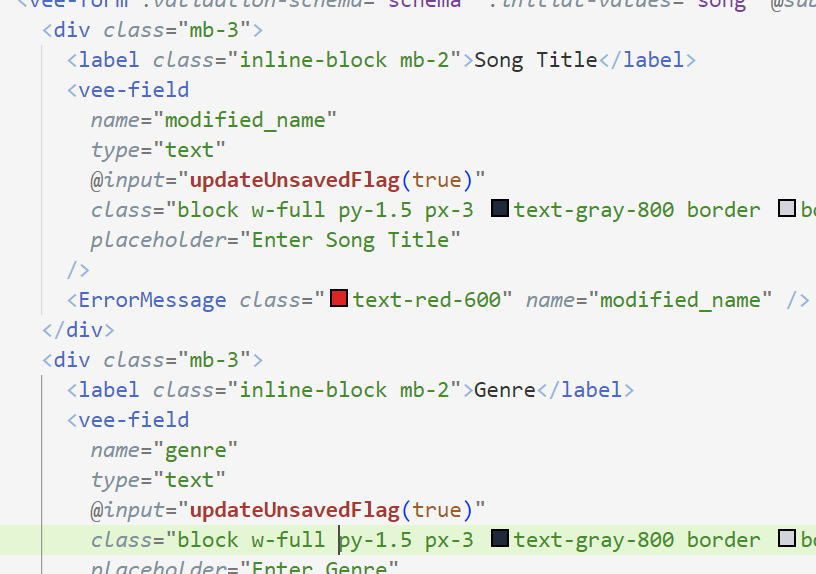 <vee-form :validation-schema="schema" :initial-values="song" @sub
<div class="mb-3">
<label class="inline-block mb-2">Song Title</label>
<vee-field
name="modified_name"
type="text"
@input="updateUnsavedFlag(true)"
class="block w-full py-1.5 px-3 text-gray-800 border bo
placeholder="Enter Song Title"
/>
<ErrorMessage class="text-red-600" name="modified_name" />
</div>
<div class="mb-3">
<label class="inline-block mb-2">Genre</label>
<vee-field
name="genre"
type="text"
@input="updateUnsavedFlag(true)"
class="block w-full py-1.5 px-3 text-gray-800 border bo
placeholder="Enter Genre"